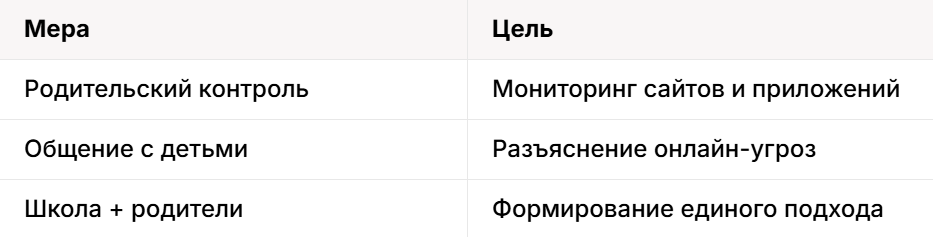 Мера Цель
Родительский контроль Мониторинг сайтов и приложений
Общение с детьми Разъяснение онлайн-угроз
Школа + родители Формирование единого подхода